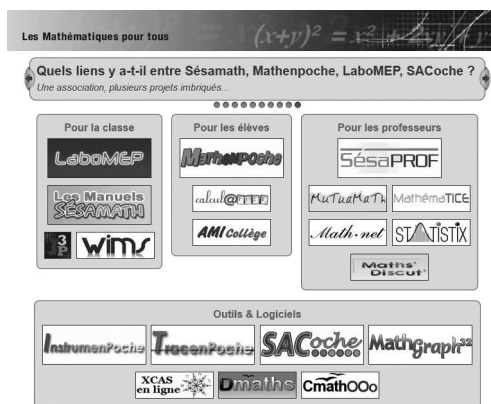 Les Mathématiques pour tous
(x+y)² = x² +
Quels liens y a-t-il entre Sésamath, Mathenpoche, LaboMEP, SACoche ?
Une association, plusieurs projets imbriqués...
Pour la classe
LaboMEP
Les Manuels
SÉSAMATH
J3P
wims
Pour les élèves
MathenPoche
calcul@TICE
AMI Collège
Pour les professeurs
SésaPROF
MuTuaMaTh
MathémaTICE
Math·net
STATISTIX
Maths'
Discut'
Outils & Logiciels
InstrumenPoche
TracenPoche
SACoche
Mathgraph32
XCAS
en ligne
Dmaths
CmathOOo